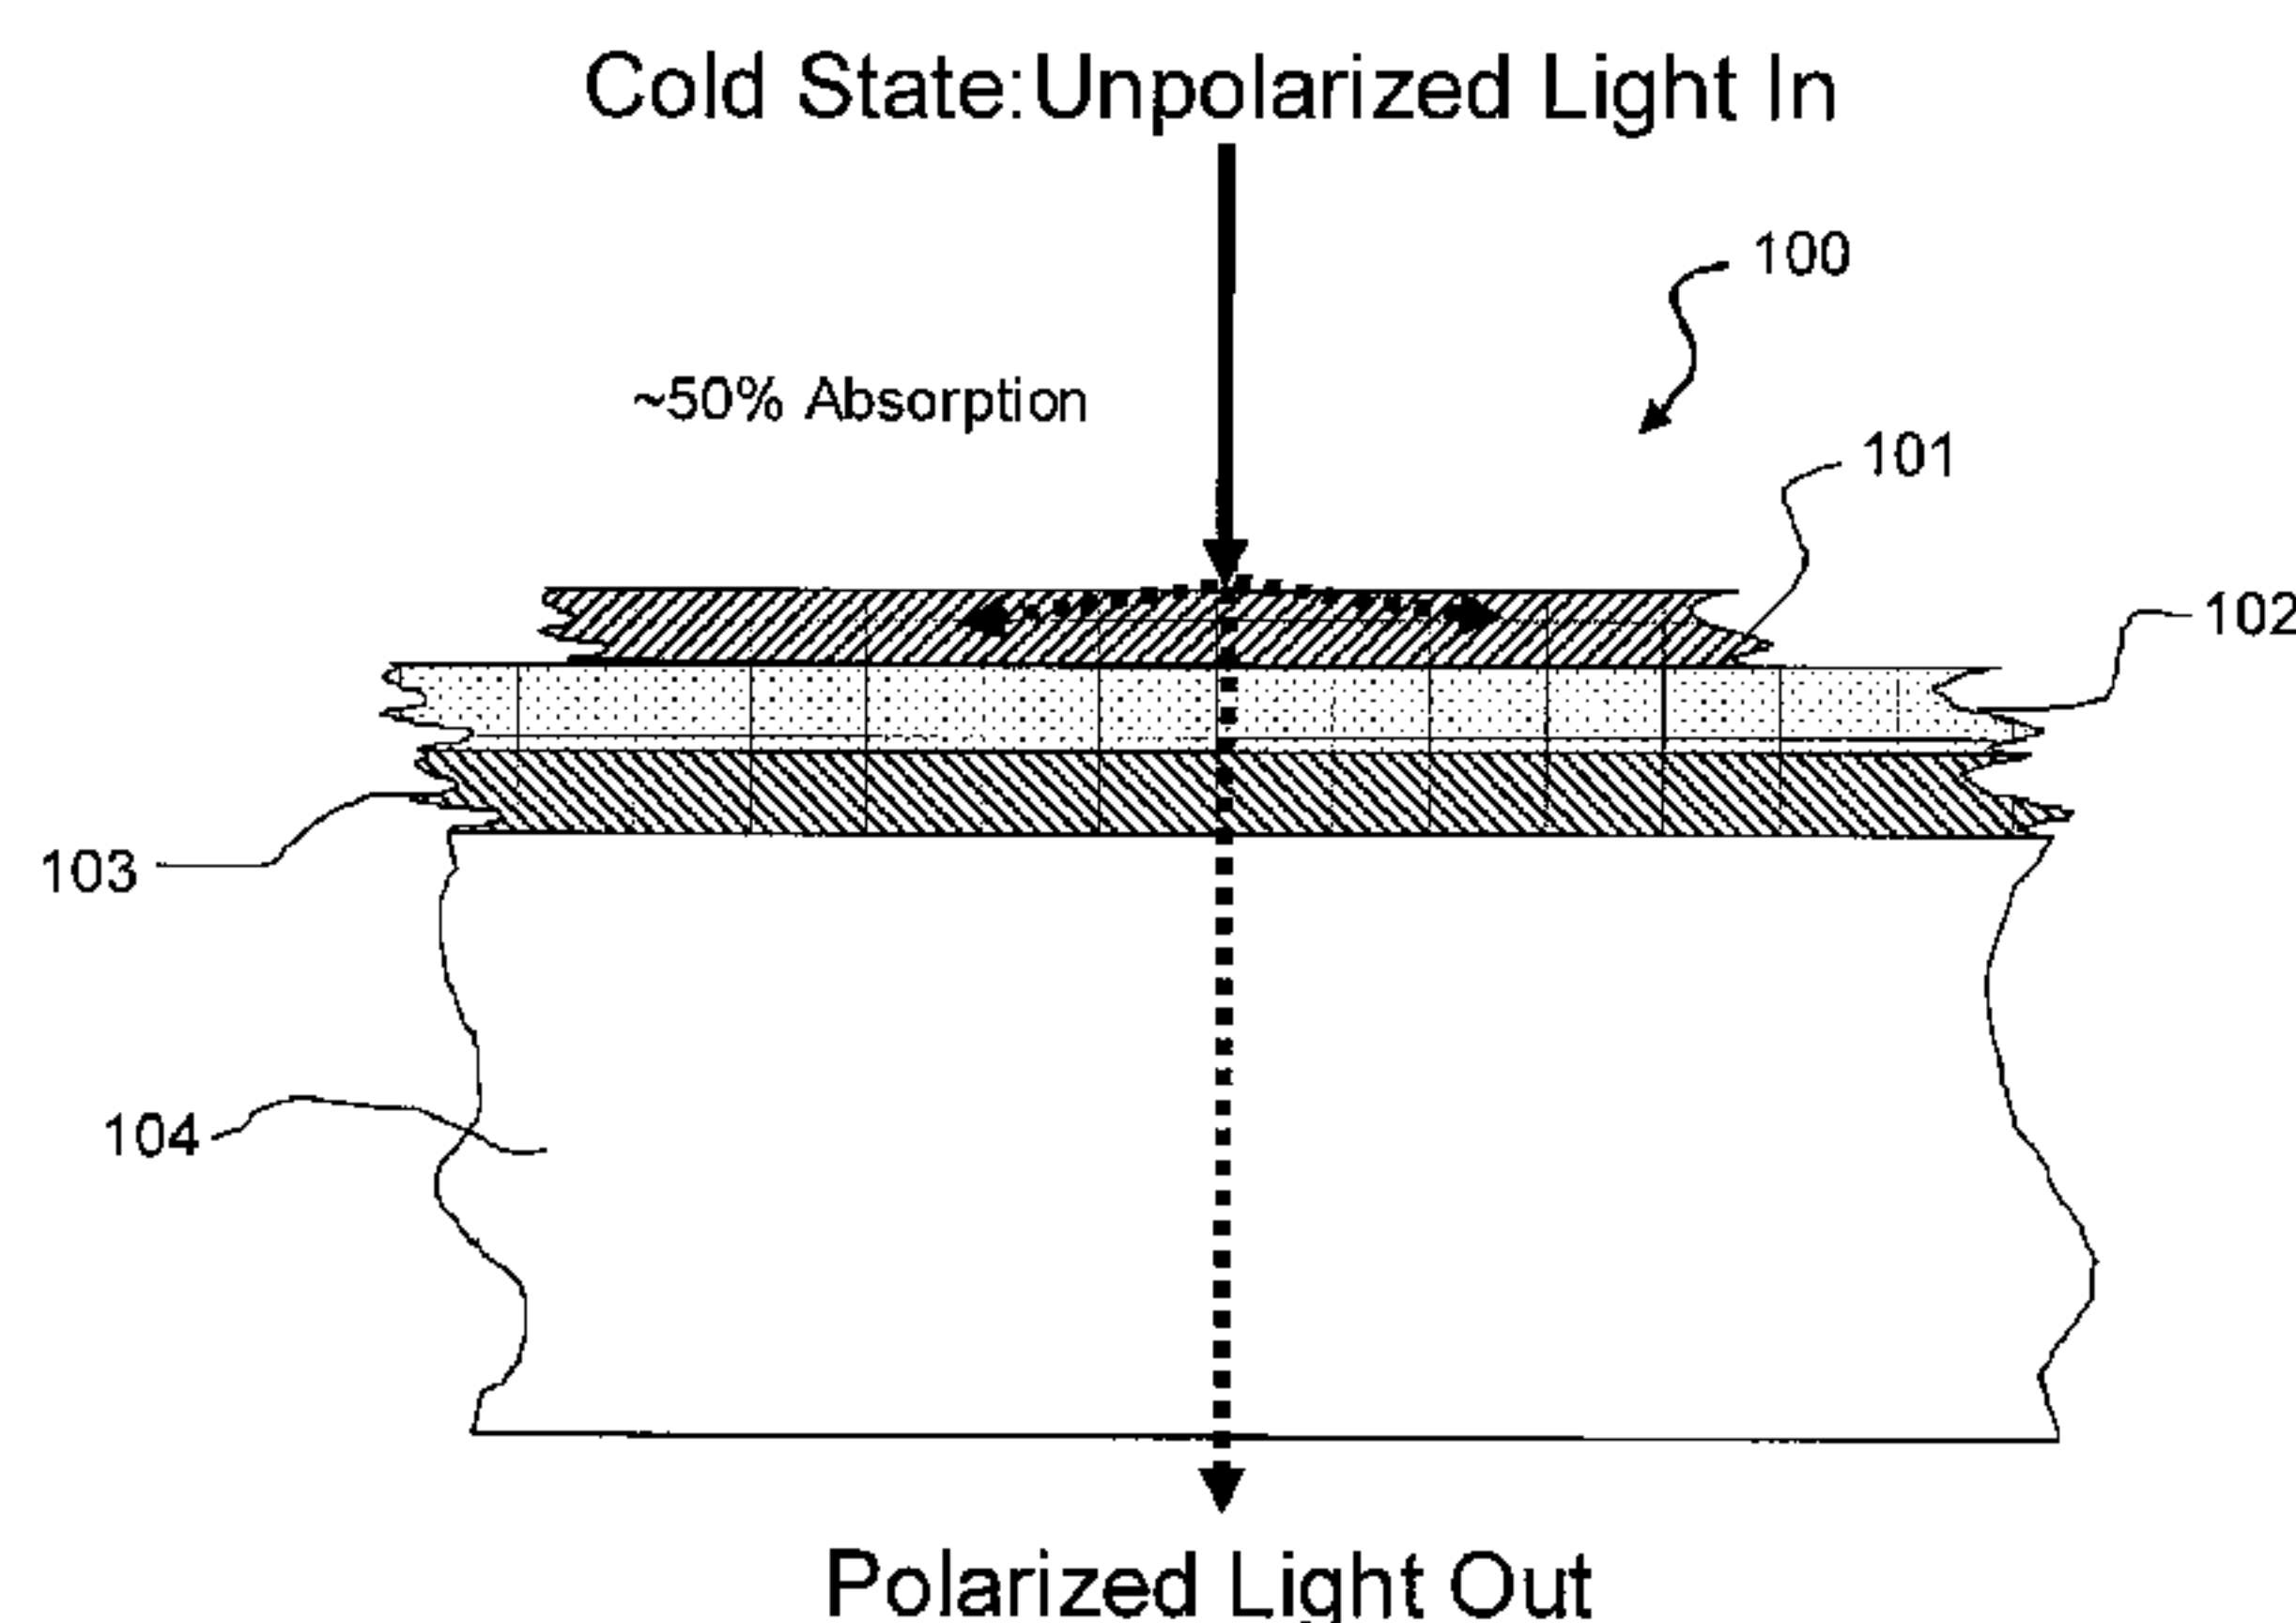 Cold State:Unpolarized Light In
100
~50% Absorption
101
102
103
104
Polarized Light Out